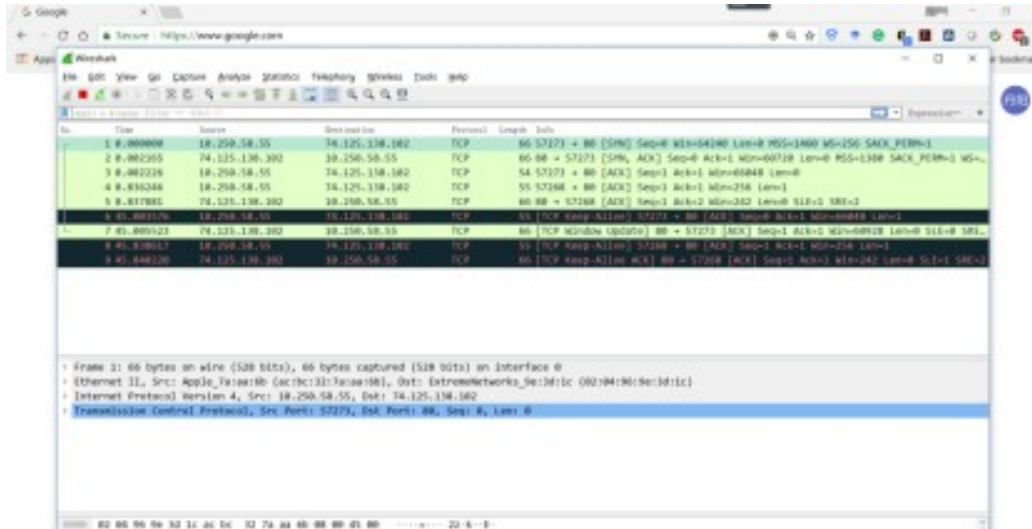 Google
Secure https://www.google.com
Apps
Wireshark
File Edit View Go Capture Analyze Statistics Telephony Wireless Tools Help
Expression…
No. Time Source Destination Protocol Length Info
1 0.000000 10.250.58.55 74.125.138.102 TCP 66 57273 → 80 [SYN] Seq=0 Win=64240 Len=0 MSS=1460 WS=256 SACK_PERM=1
2 0.002165 74.125.138.102 10.250.58.55 TCP 66 80 → 57273 [SYN, ACK] Seq=0 Ack=1 Win=60720 Len=0 MSS=1380 SACK_PERM=1 WS=…
3 0.002226 10.250.58.55 74.125.138.102 TCP 54 57273 → 80 [ACK] Seq=1 Ack=1 Win=66048 Len=0
4 0.036244 10.250.58.55 74.125.138.102 TCP 55 57268 → 80 [ACK] Seq=1 Ack=1 Win=256 Len=1
5 0.037881 74.125.138.102 10.250.58.55 TCP 66 80 → 57268 [ACK] Seq=1 Ack=2 Win=242 Len=0 SLE=1 SRE=2
6 45.003576 10.250.58.55 74.125.138.102 TCP 55 [TCP Keep-Alive] 57273 → 80 [ACK] Seq=0 Ack=1 Win=66048 Len=1
7 45.005523 74.125.138.102 10.250.58.55 TCP 66 [TCP Window Update] 80 → 57273 [ACK] Seq=1 Ack=1 Win=60928 Len=0 SLE=0 SRE…
8 45.038617 10.250.58.55 74.125.138.102 TCP 55 [TCP Keep-Alive] 57268 → 80 [ACK] Seq=1 Ack=1 Win=256 Len=1
9 45.040226 74.125.138.102 10.250.58.55 TCP 66 [TCP Keep-Alive ACK] 80 → 57268 [ACK] Seq=1 Ack=2 Win=242 Len=0 SLE=1 SRE=2
Frame 1: 66 bytes on wire (528 bits), 66 bytes captured (528 bits) on interface 0
Ethernet II, Src: Apple_7a:aa:6b (ac:bc:32:7a:aa:6b), Dst: ExtremeNetworks_9e:3d:1c (02:04:96:9e:3d:1c)
Internet Protocol Version 4, Src: 10.250.58.55, Dst: 74.125.138.102
Transmission Control Protocol, Src Port: 57273, Dst Port: 80, Seq: 0, Len: 0